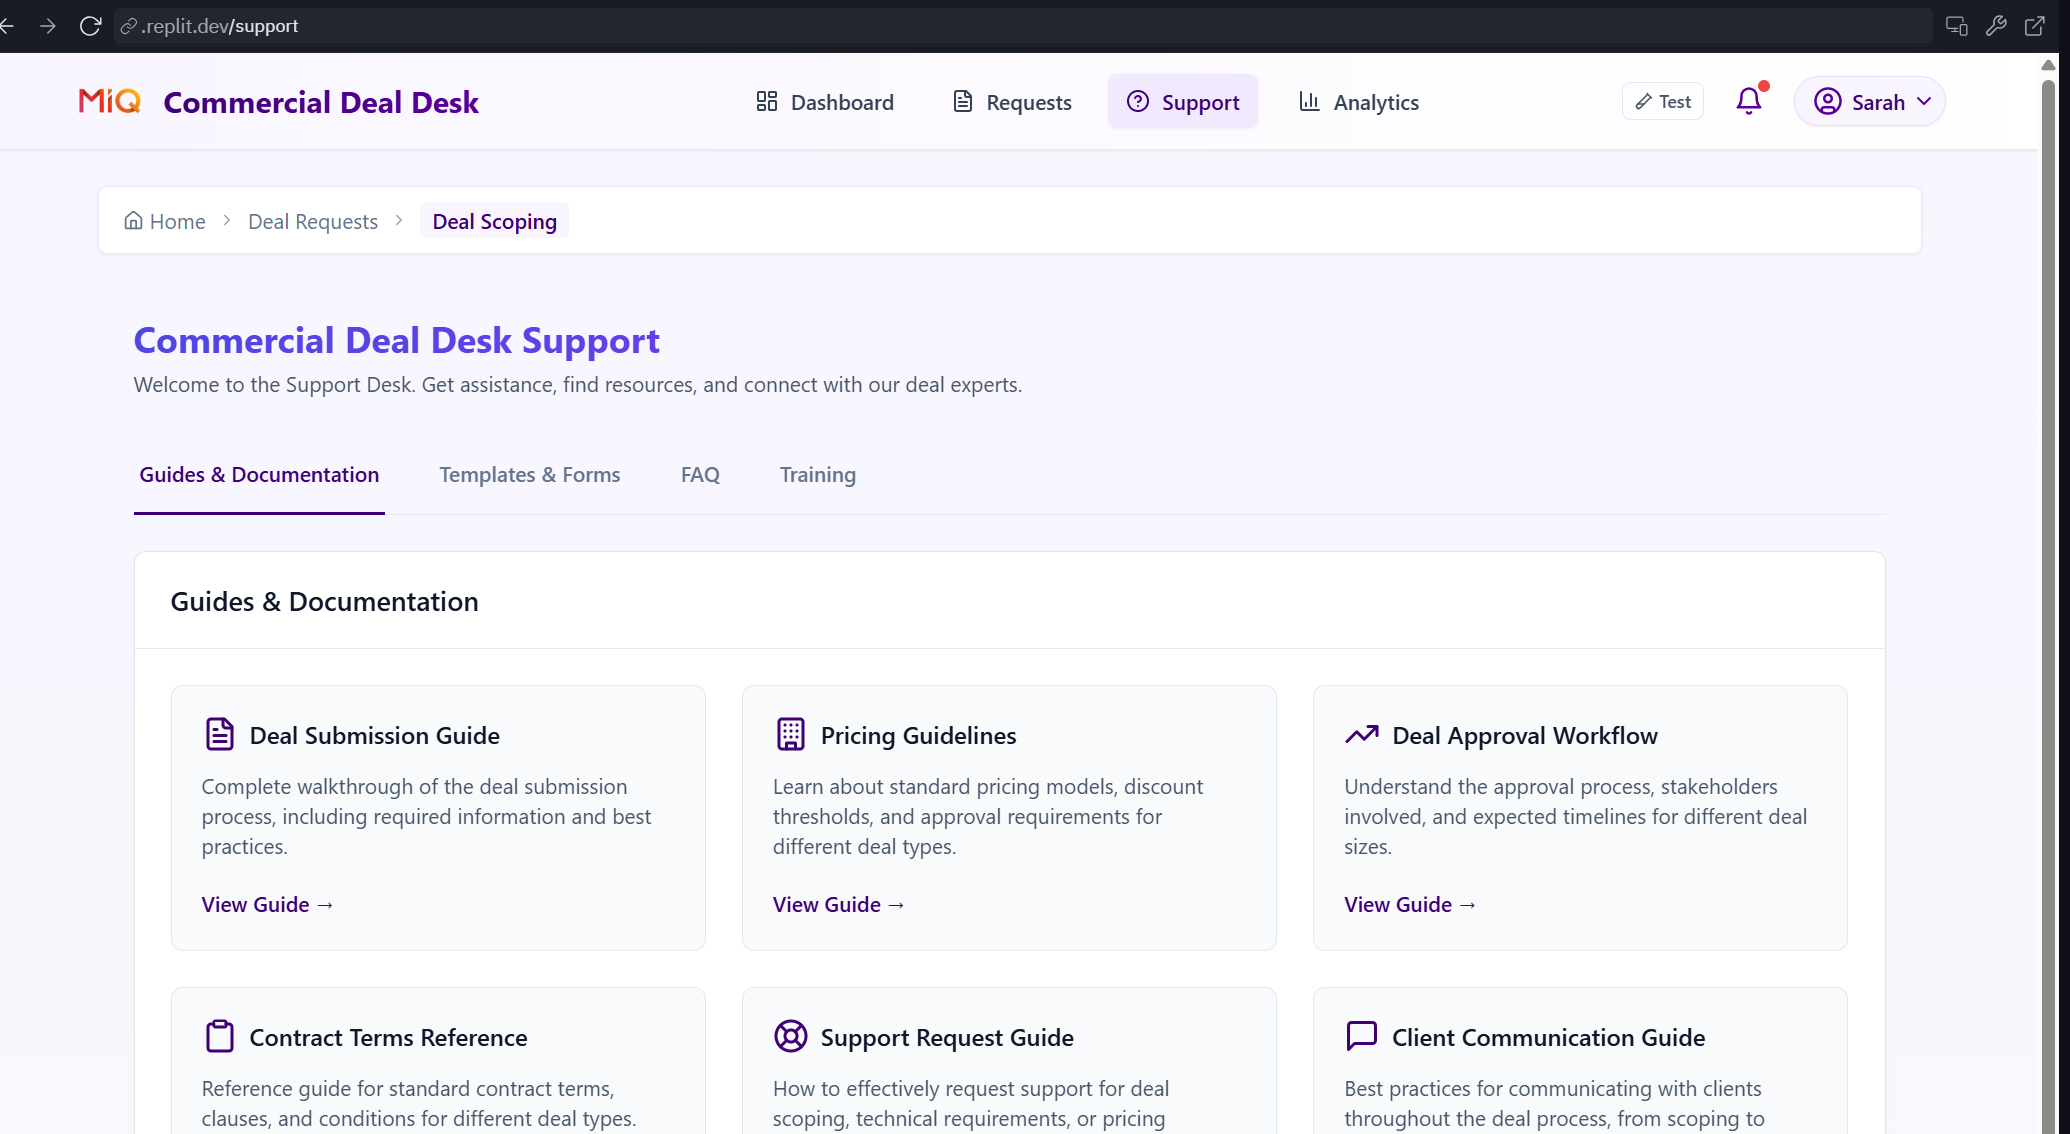 .replit.dev/support
MiQ Commercial Deal Desk
Dashboard
Requests
Support
Analytics
Test
Sarah
Home > Deal Requests > Deal Scoping
Commercial Deal Desk Support
Welcome to the Support Desk. Get assistance, find resources, and connect with our deal experts.
Guides & Documentation
Templates & Forms
FAQ
Training
Guides & Documentation
Deal Submission Guide
Complete walkthrough of the deal submission
process, including required information and best
practices.
View Guide →
Pricing Guidelines
Learn about standard pricing models, discount
thresholds, and approval requirements for
different deal types.
View Guide →
Deal Approval Workflow
Understand the approval process, stakeholders
involved, and expected timelines for different deal
sizes.
View Guide →
Contract Terms Reference
Reference guide for standard contract terms,
clauses, and conditions for different deal types.
Support Request Guide
How to effectively request support for deal
scoping, technical requirements, or pricing
Client Communication Guide
Best practices for communicating with clients
throughout the deal process, from scoping to